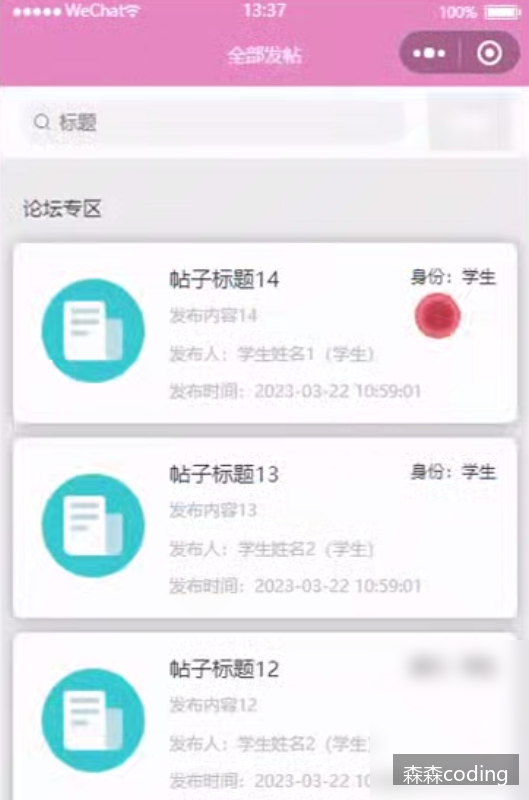 WeChat 13:37 100%
全部发帖
标题
论坛专区
帖子标题14 身份：学生
发布内容14
发布人：学生姓名1（学生）
发布时间：2023-03-22 10:59:01
帖子标题13 身份：学生
发布内容13
发布人：学生姓名2（学生）
发布时间：2023-03-22 10:59:01
帖子标题12
发布内容12
发布人：学生姓名2（学生）
发布时间：2023-03-22 10
森森coding